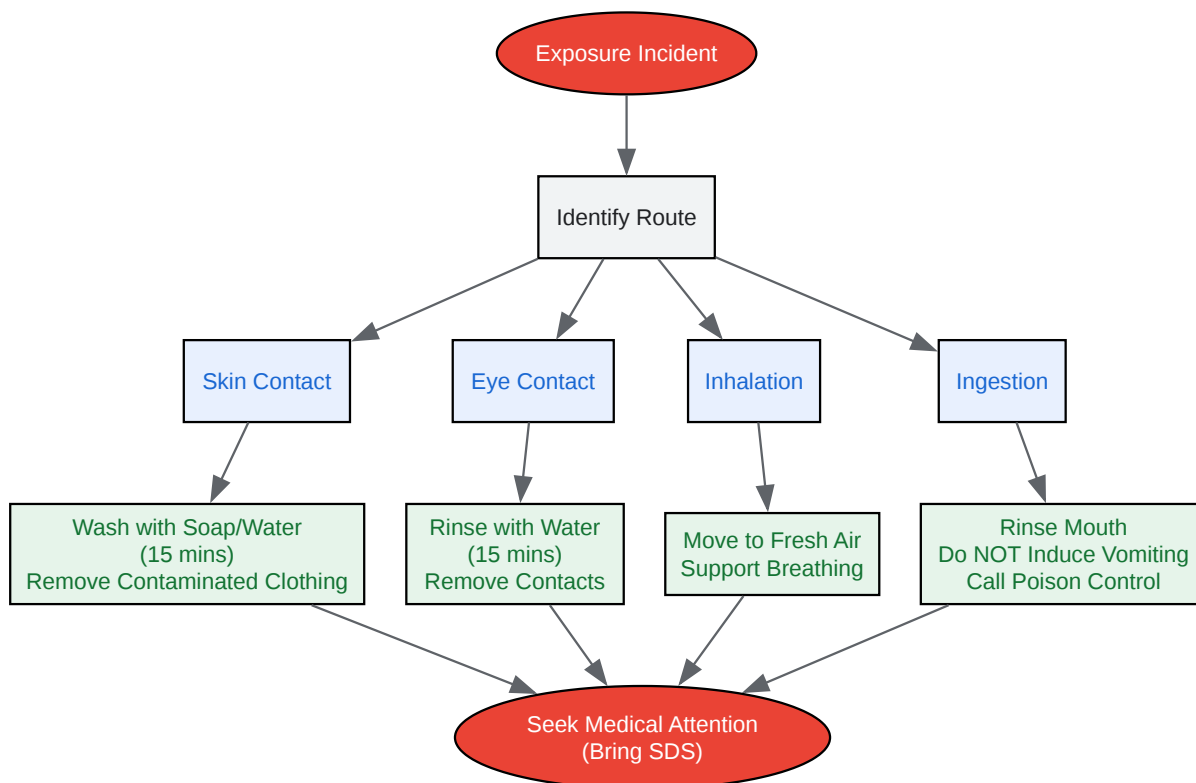 Exposure Incident
Identify Route
Skin Contact
Eye Contact
Inhalation
Ingestion
Wash with Soap/Water
(15 mins)
Remove Contaminated Clothing
Rinse with Water
(15 mins)
Remove Contacts
Move to Fresh Air
Support Breathing
Rinse Mouth
Do NOT Induce Vomiting
Call Poison Control
Seek Medical Attention
(Bring SDS)